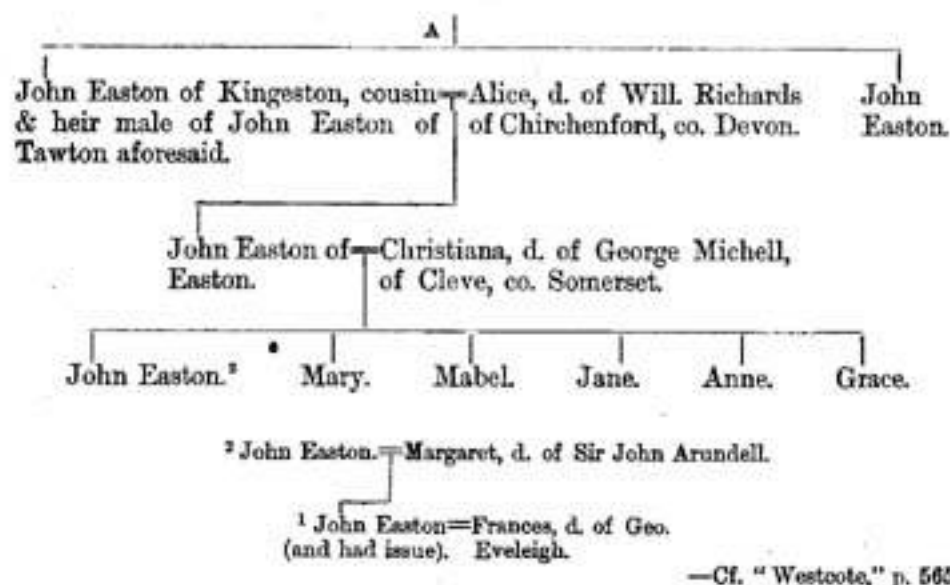 A
John Easton of Kingeston, cousin = Alice, d. of Will. Richards John
& heir male of John Easton of of Chirchenford, co. Devon. Easton.
Tawton aforesaid.
John Easton of = Christiana, d. of George Michell,
Easton. of Cleve, co. Somerset.
John Easton.² Mary. Mabel. Jane. Anne. Grace.
² John Easton. = Margaret, d. of Sir John Arundell.
¹ John Easton = Frances, d. of Geo.
(and had issue). Eveleigh.
—Cf. "Westcote," p. 56